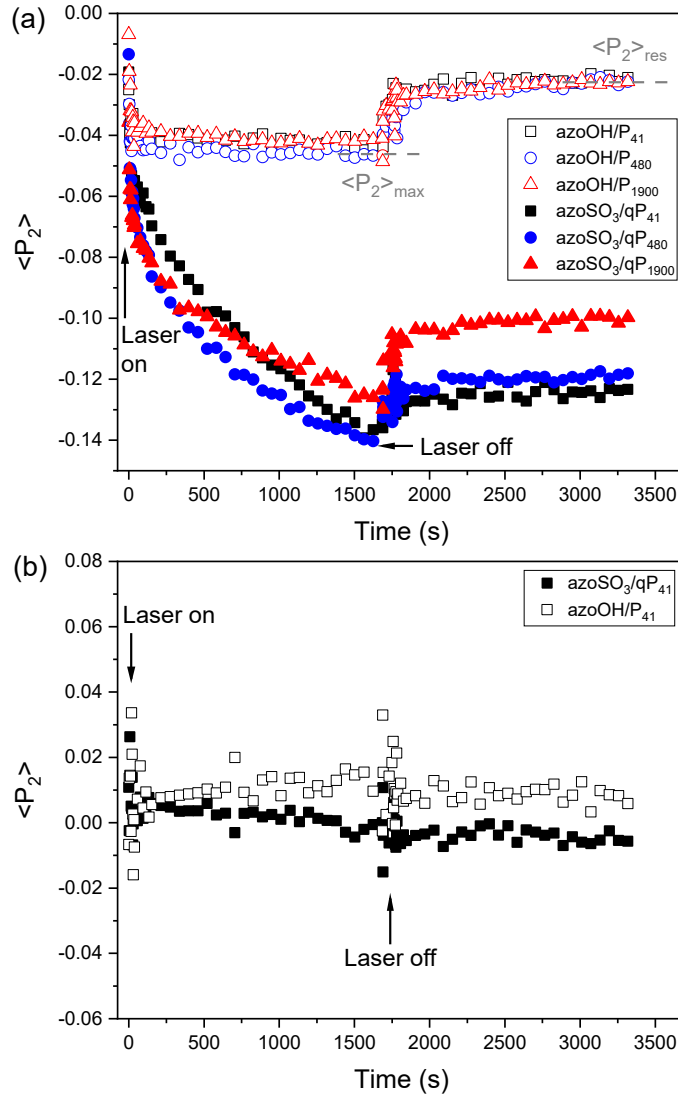 (a)
0.00
-0.02
-0.04
-0.06
-0.08
-0.10
-0.12
-0.14
<P2>
<P2>res
<P2>max
azoOH/P41
azoOH/P480
azoOH/P1900
azoSO3/qP41
azoSO3/qP480
azoSO3/qP1900
Laser
on
Laser off
0 500 1000 1500 2000 2500 3000 3500
Time (s)
(b)
0.08
0.06
0.04
0.02
0.00
-0.02
-0.04
-0.06
<P2>
azoSO3/qP41
azoOH/P41
Laser on
Laser off
0 500 1000 1500 2000 2500 3000 3500
Time (s)